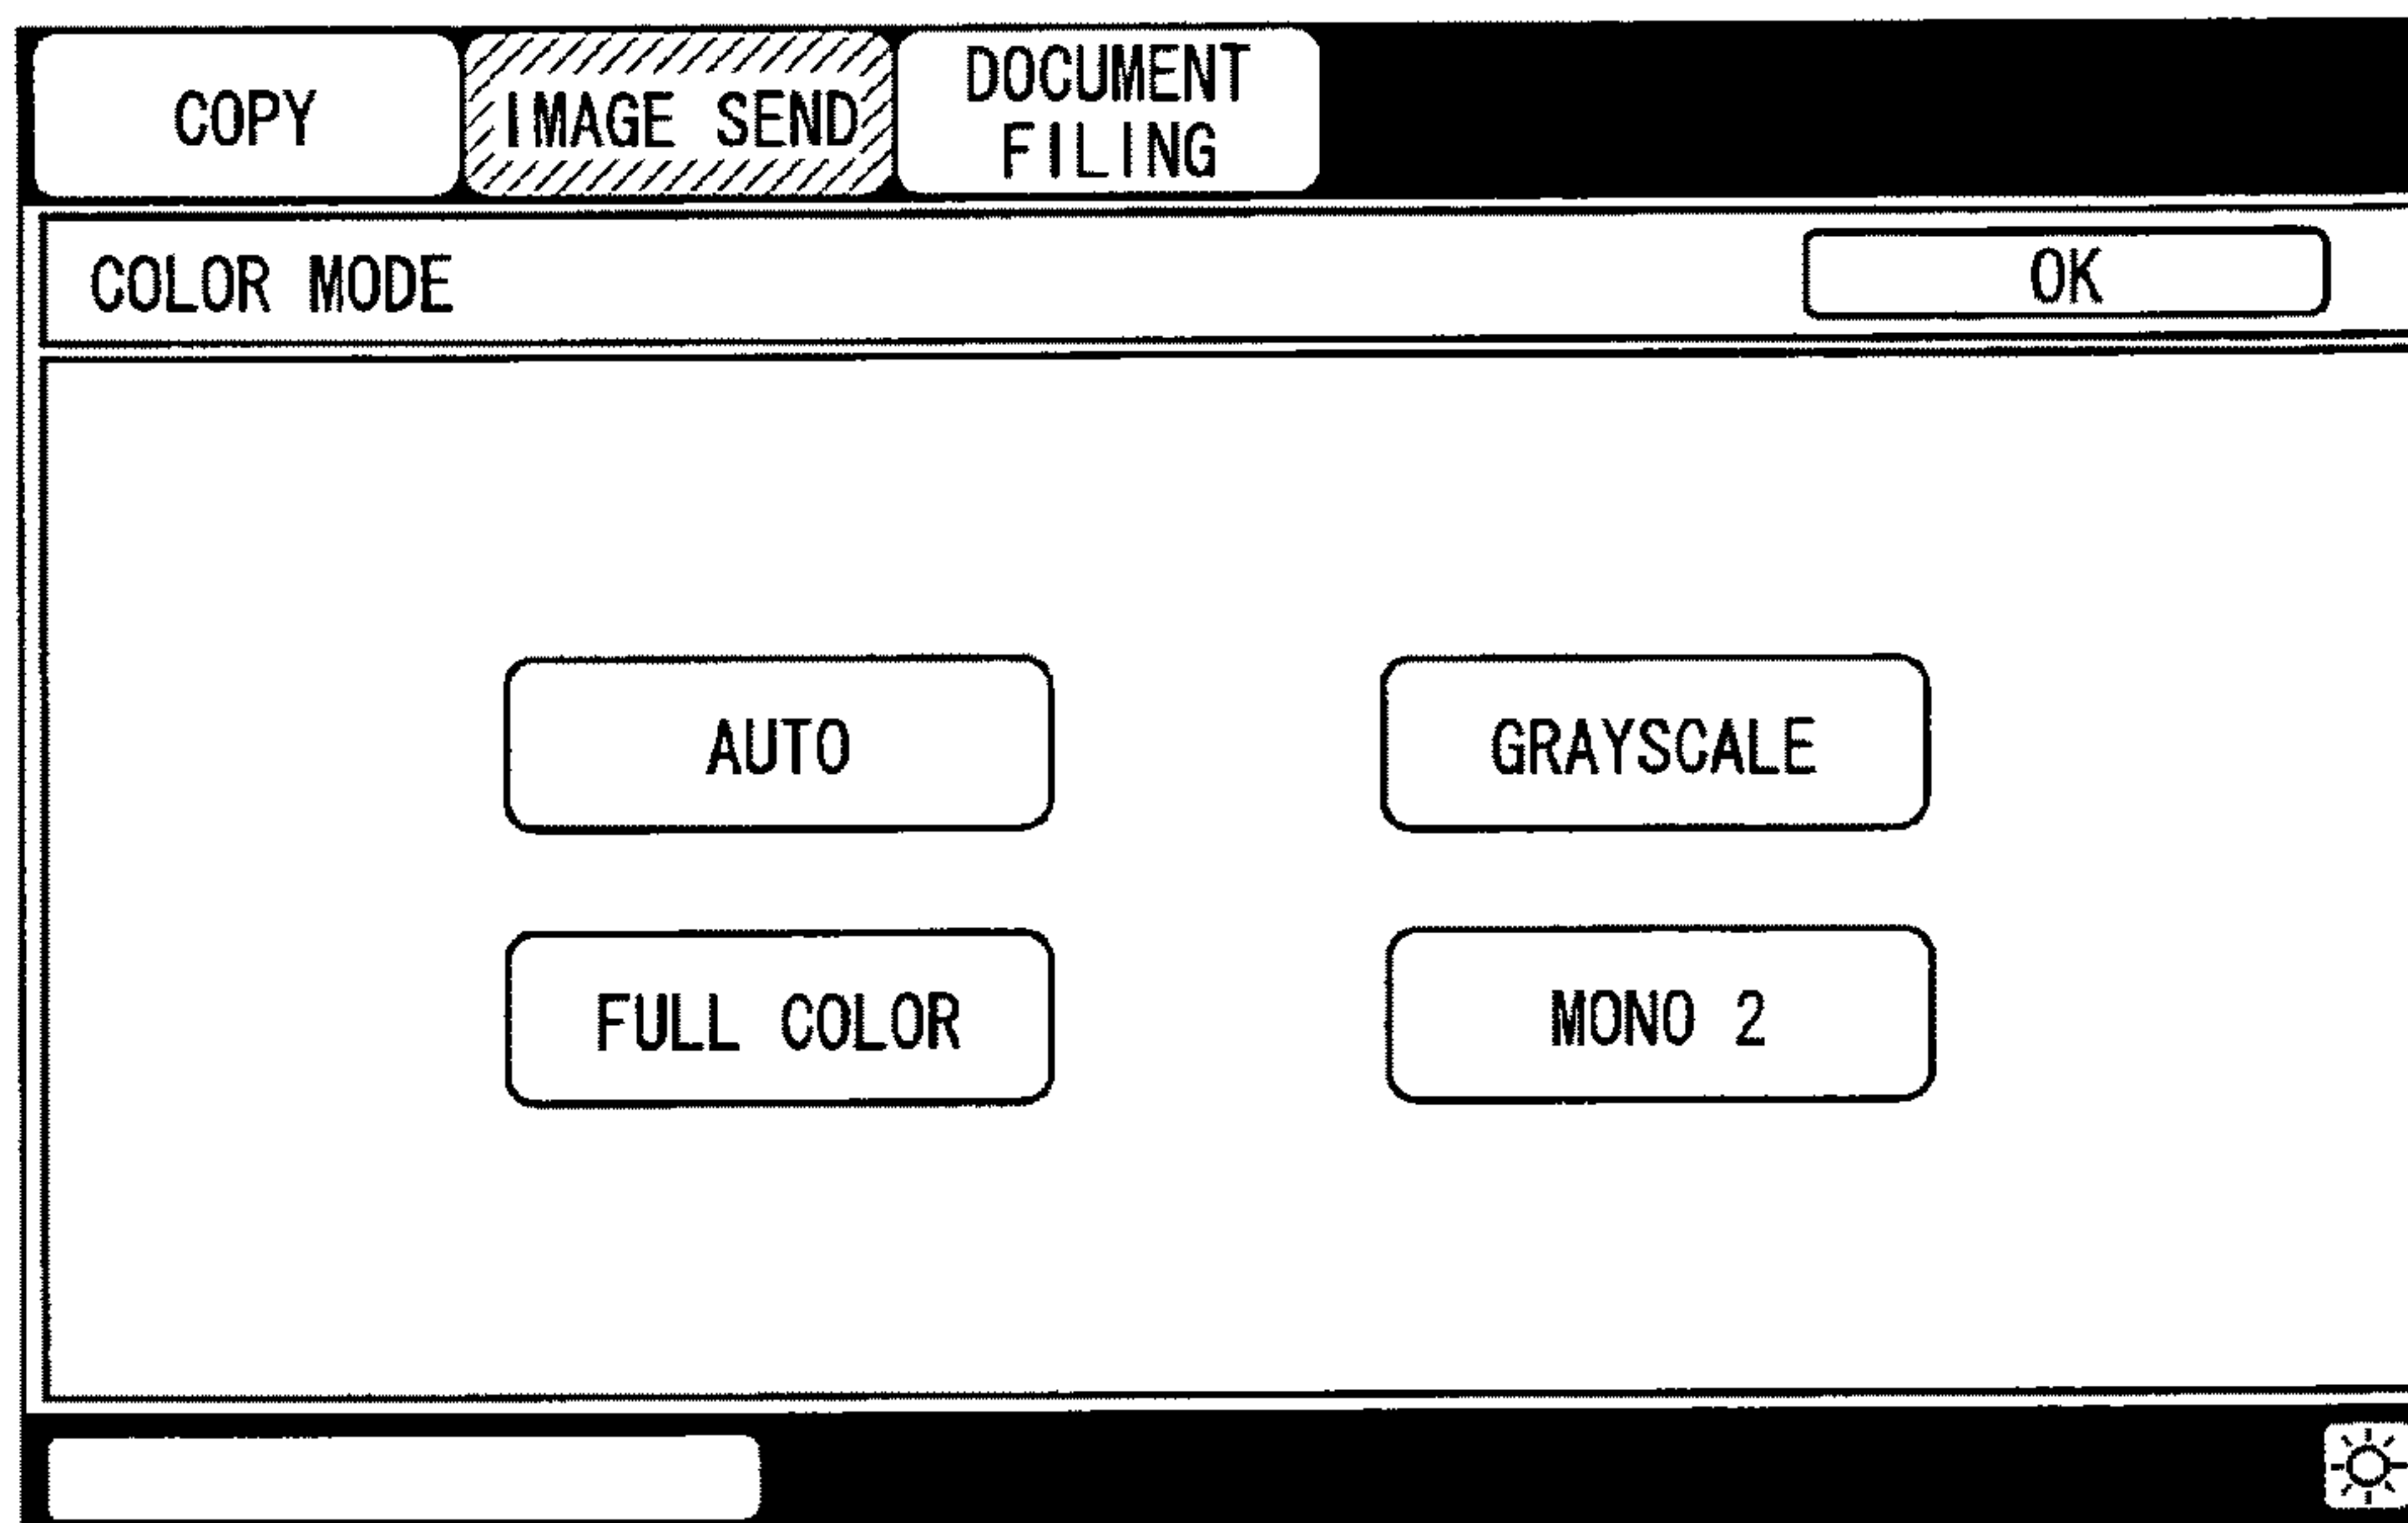 COPY
IMAGE SEND
DOCUMENT
FILING
COLOR MODE
OK
AUTO
GRAYSCALE
FULL COLOR
MONO 2